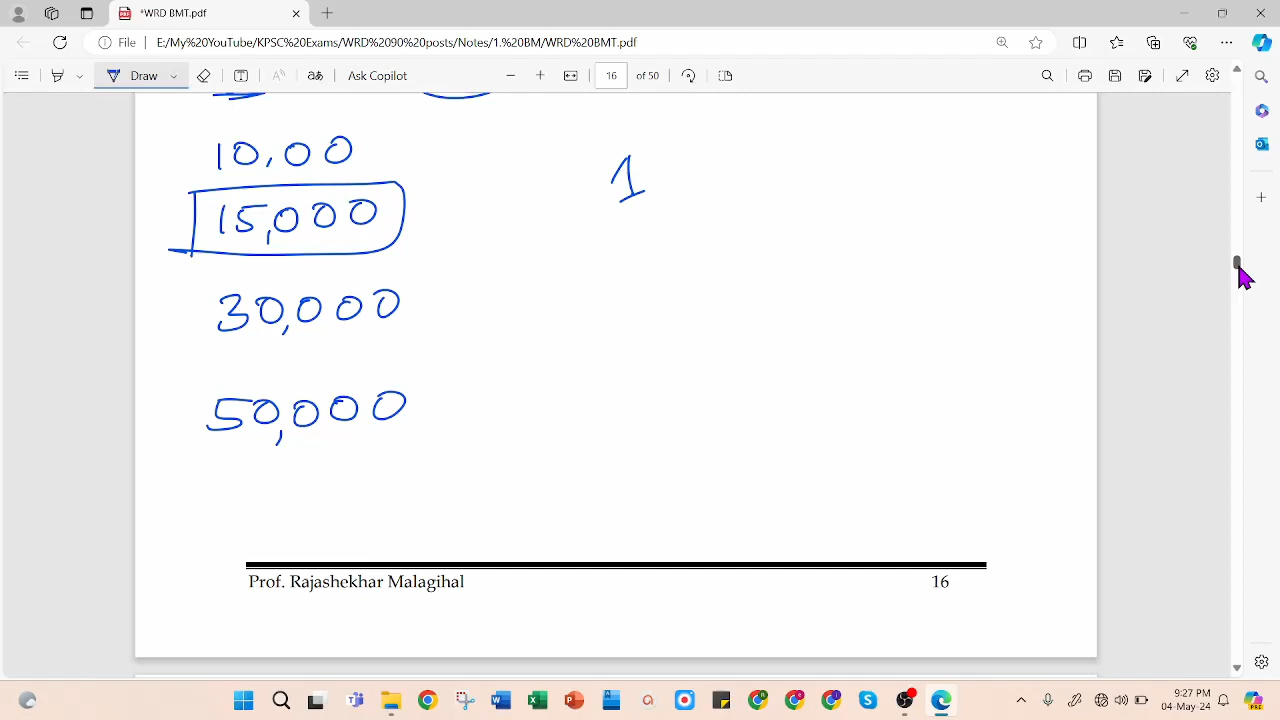 *WRD BMT.pdf
File E:/My%20YouTube/KPSC%20Exams/WRD%2090%20posts/Notes/1.%20BM/WRD%20BMT.pdf
Draw Ask Copilot 16 of 50
10,00
1
15,000
30,000
50,000
Prof. Rajashekhar Malagihal 16
9:27 PM
04-May-24